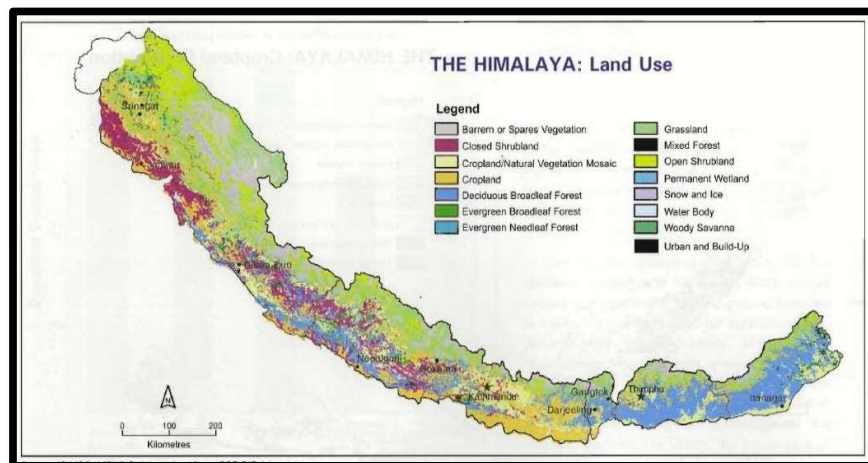 THE HIMALAYA: Land Use
Legend
Barrern or Spares Vegetation
Closed Shrubland
Cropland/Natural Vegetation Mosaic
Cropland
Deciduous Broadleaf Forest
Evergreen Broadleaf Forest
Evergreen Needleaf Forest
Grassland
Mixed Forest
Open Shrubland
Permanent Wetland
Snow and Ice
Water Body
Woody Savanna
Urban and Build-Up
Srinagar
Nepalganj
Kathmandu
Gangtok
Darjeeling
Thimphu
Itanagar
N
0 100 200
Kilometres